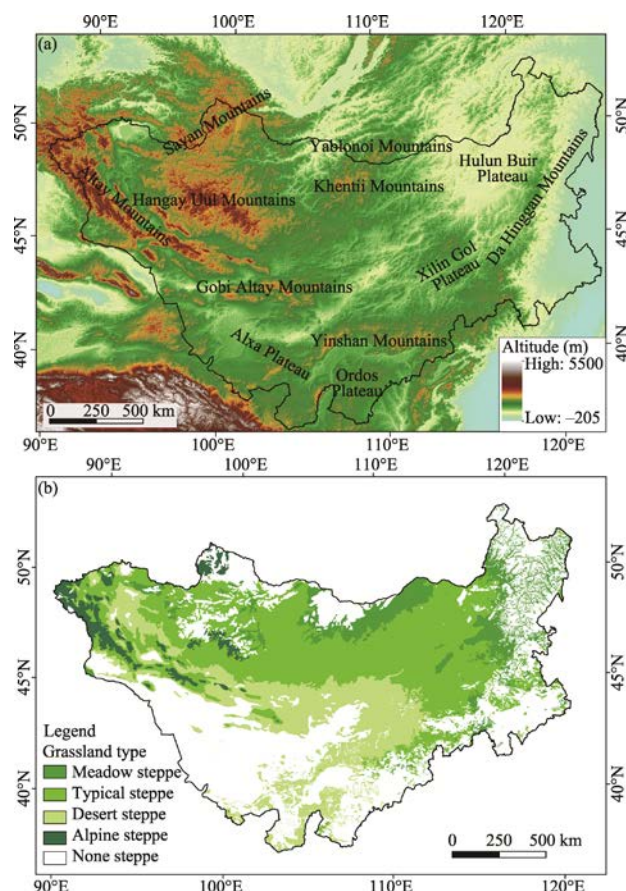 90°E
100°E
110°E
120°E
(a)
50°N
50°N
Sayan Mountains
Yablonoi Mountains
Hulun Buir
Plateau
Altay Mountains
Hangay Uul Mountains
Khentii Mountains
Da Hinggan Mountains
45°N
45°N
Xilin Gol
Plateau
Gobi Altay Mountains
40°N
40°N
Alxa Plateau
Yinshan Mountains
Ordos
Plateau
Altitude (m)
High: 5500
Low: –205
0 250 500 km
90°E
100°E
110°E
120°E
90°E
100°E
110°E
120°E
(b)
50°N
50°N
45°N
45°N
40°N
40°N
Legend
Grassland type
Meadow steppe
Typical steppe
Desert steppe
Alpine steppe
None steppe
0 250 500 km
100°E
110°E
120°E